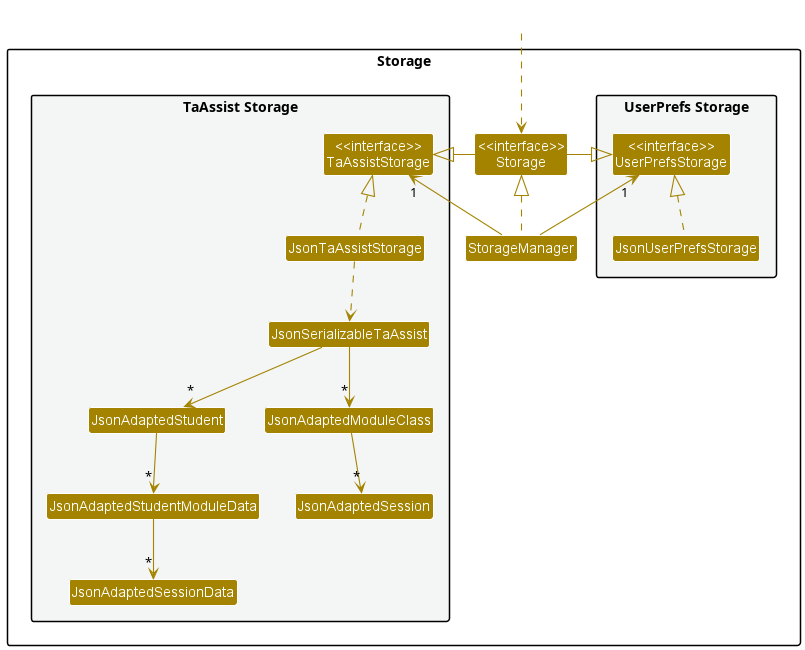 Storage
TaAssist Storage
UserPrefs Storage
<<interface>>
TaAssistStorage
<<interface>>
Storage
<<interface>>
UserPrefsStorage
1
1
JsonTaAssistStorage
StorageManager
JsonUserPrefsStorage
JsonSerializableTaAssist
*
*
JsonAdaptedStudent
JsonAdaptedModuleClass
*
*
JsonAdaptedStudentModuleData
JsonAdaptedSession
*
JsonAdaptedSessionData